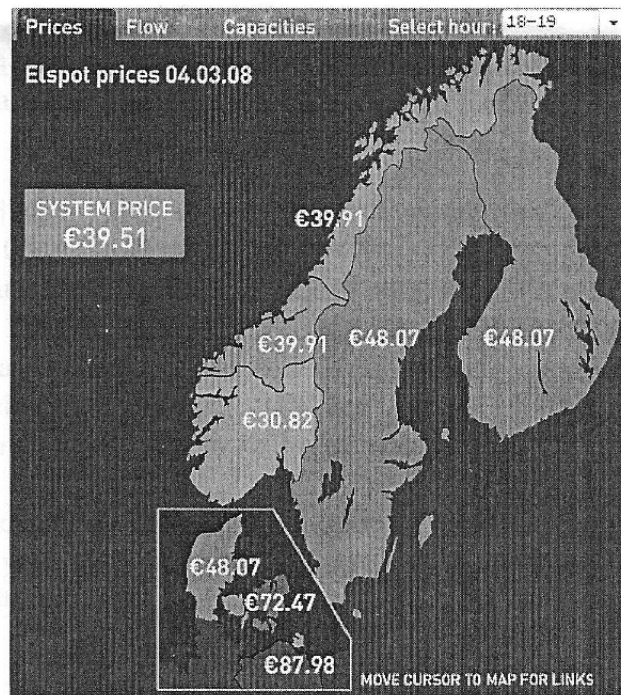 Prices Flow Capacities Select hour: 18-19
Elspot prices 04.03.08
SYSTEM PRICE
€39.51
€39.91
€39.91 €48.07 €48.07
€30.82
€48.07
€72.47
€87.98
MOVE CURSOR TO MAP FOR LINKS